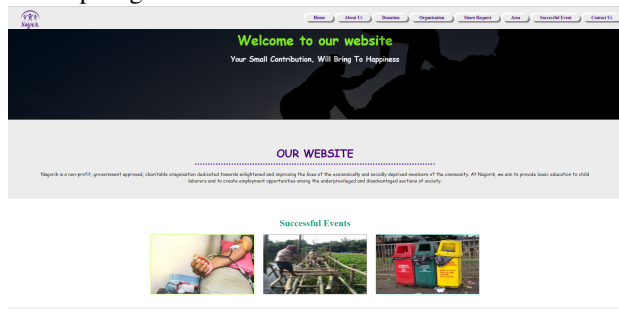 Nagorik
Home About Us Donation Organization Share Request Area Successful Event Contact Us
Welcome to our website
Your Small Contribution, Will Bring To Happiness
OUR WEBSITE
Nagorik is a non-profit, grovernment approved, charitable oragnisation dedicated towards enlightened and improving the lives of the economically and socially deprived members of the community. At Nagorik, we aim to provide basic education to child
laborers and to create employment opportunities among the underprivileged and disadvantaged sections of society.
Successful Events